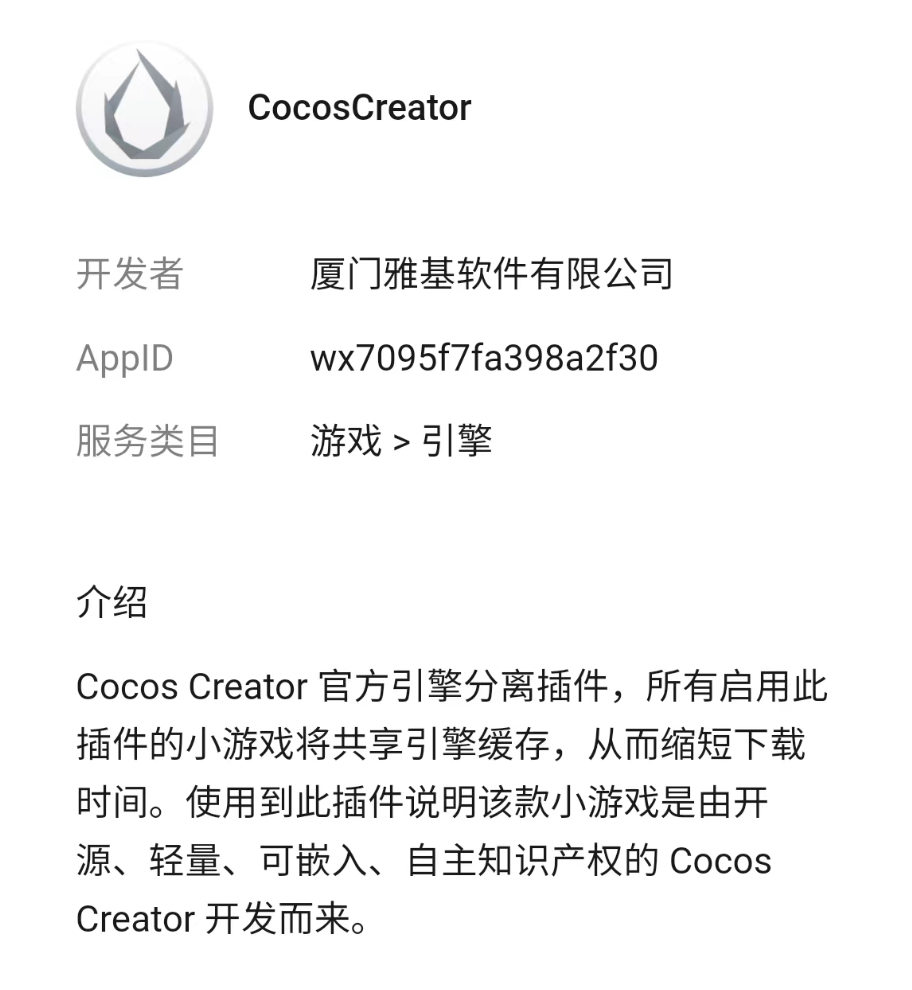 CocosCreator
开发者 厦门雅基软件有限公司
AppID wx7095f7fa398a2f30
服务类目 游戏 > 引擎
介绍
Cocos Creator 官方引擎分离插件，所有启用此
插件的小游戏将共享引擎缓存，从而缩短下载
时间。使用到此插件说明该款小游戏是由开
源、轻量、可嵌入、自主知识产权的 Cocos
Creator 开发而来。